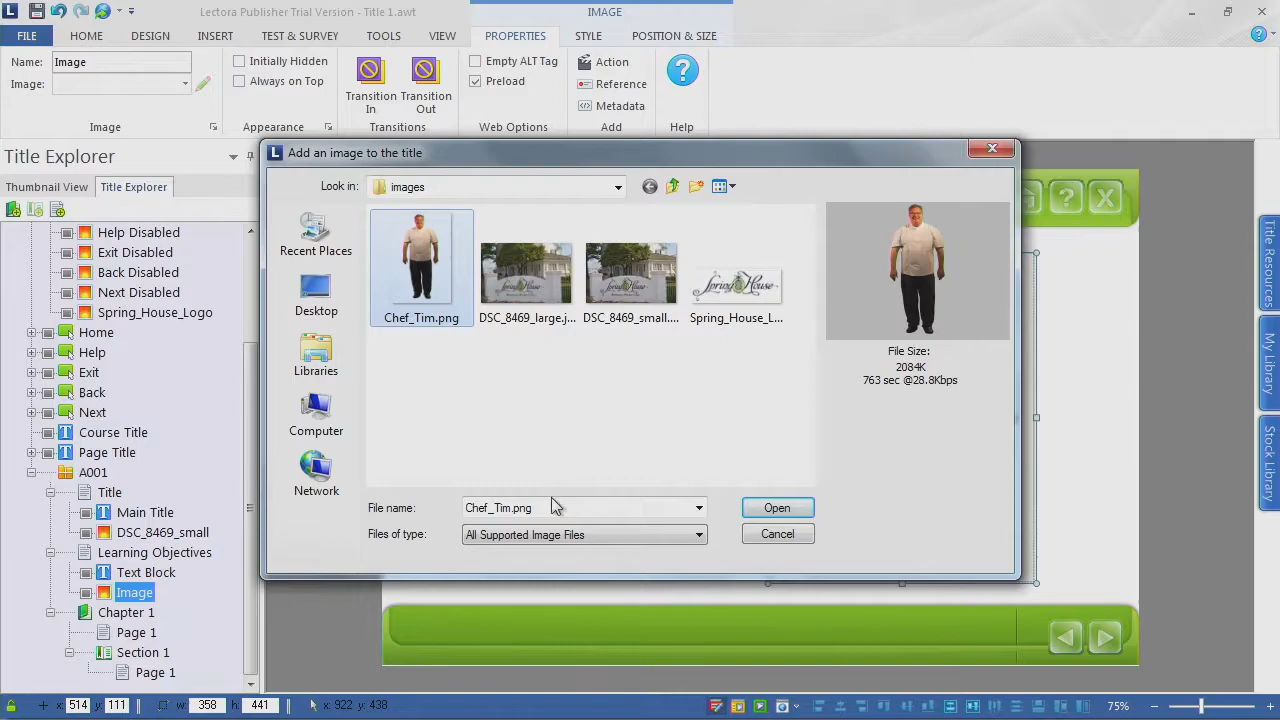 Lectora Publisher Trial Version - Title 1.awt
IMAGE
FILE HOME DESIGN INSERT TEST & SURVEY TOOLS VIEW PROPERTIES STYLE POSITION & SIZE
Name: Image
Image:
Initially Hidden
Always on Top
Transition In
Transition Out
Empty ALT Tag
Preload
Action
Reference
Metadata
Image Appearance Transitions Web Options Add Help
Title Explorer
Thumbnail View Title Explorer
Help Disabled
Exit Disabled
Back Disabled
Next Disabled
Spring_House_Logo
Home
Help
Exit
Back
Next
Course Title
Page Title
A001
Title
Main Title
DSC_8469_small
Learning Objectives
Text Block
Image
Chapter 1
Page 1
Section 1
Page 1
Add an image to the title
Look in: images
Recent Places
Desktop
Libraries
Computer
Network
Spring House
Chef_Tim.png
DSC_8469_large.j...
DSC_8469_small....
Spring_House_L...
File Size:
2084K
763 sec @28.8Kbps
File name: Chef_Tim.png Open
Files of type: All Supported Image Files Cancel
Title Resources
My Library
Stock Library
x: 514 y: 111 w: 358 h: 441 x: 922 y: 438 75%